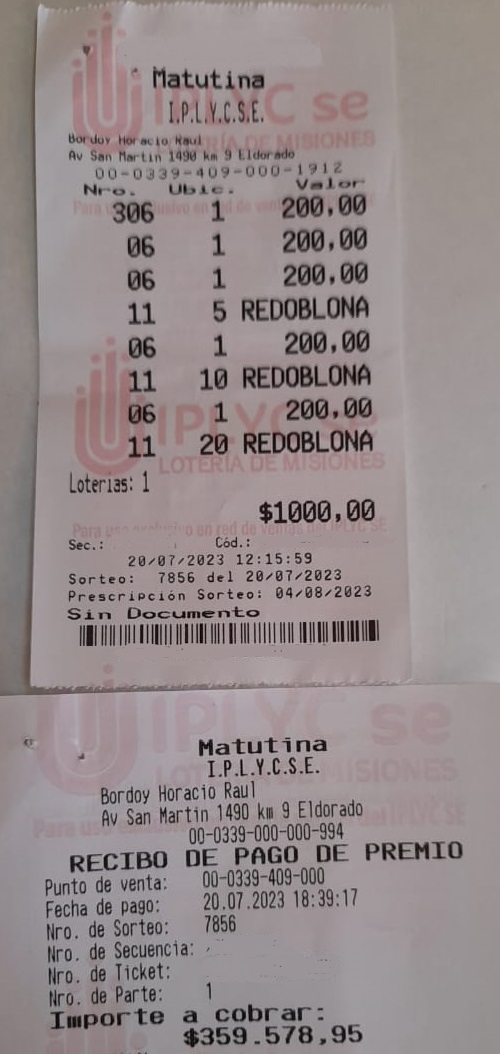 Matutina
I.P.L.Y.C.S.E.
Bordoy Horacio Raul
Av San Martin 1490 km 9 Eldorado
00-0339-409-000-1912
Nro. Ubic. Valor
306 1 200,00
06 1 200,00
06 1 200,00
11 5 REDOBLONA
06 1 200,00
11 10 REDOBLONA
06 1 200,00
11 20 REDOBLONA
LOTERÍA DE MISIONES
Loterias: 1
$1000,00
Sec.: Cód.:
20/07/2023 12:15:59
Sorteo: 7856 del 20/07/2023
Prescripción Sorteo: 04/08/2023
Sin Documento
IPLYC se
Matutina
I.P.L.Y.C.S.E.
Bordoy Horacio Raul
Av San Martin 1490 km 9 Eldorado
00-0339-000-000-994
RECIBO DE PAGO DE PREMIO
Punto de venta: 00-0339-409-000
Fecha de pago: 20.07.2023 18:39:17
Nro. de Sorteo: 7856
Nro. de Secuencia:
Nro. de Ticket:
Nro. de Parte: 1
Importe a cobrar:
$359.578,95